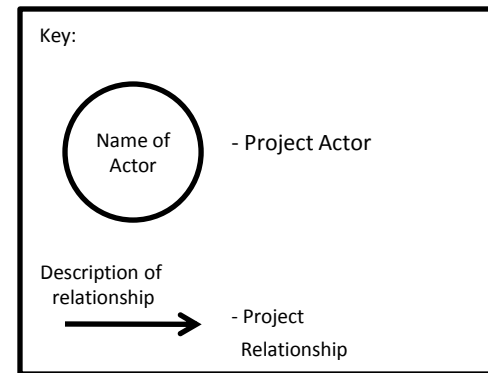 Key:
Name of
Actor
- Project Actor
Description of
relationship
- Project
Relationship